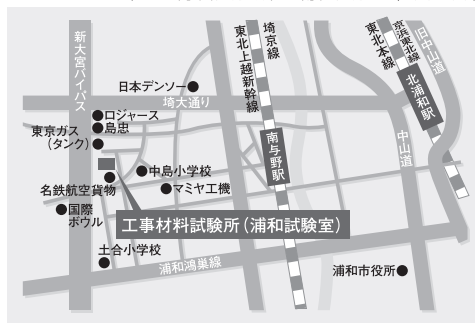 新大宮バイパス
日本デンソー
埼大通り
東北上越新幹線
埼京線
東北本線
京浜東北線
旧中山道
北浦和駅
ロジャース
島忠
東京ガス
(タンク)
南与野駅
中山道
中島小学校
マミヤ工機
名鉄航空貨物
国際
ボウル
工事材料試験所(浦和試験室)
土合小学校
浦和鴻巣線
浦和市役所